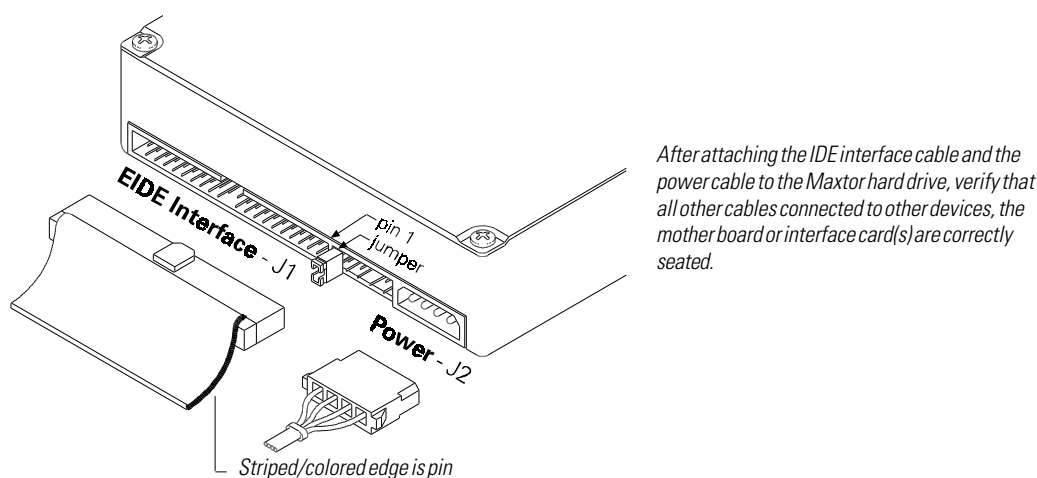 After attaching the IDE interface cable and the
power cable to the Maxtor hard drive, verify that
all other cables connected to other devices, the
mother board or interface card(s) are correctly
seated.
EIDE Interface - J1
pin 1
jumper
Power - J2
Striped/colored edge is pin